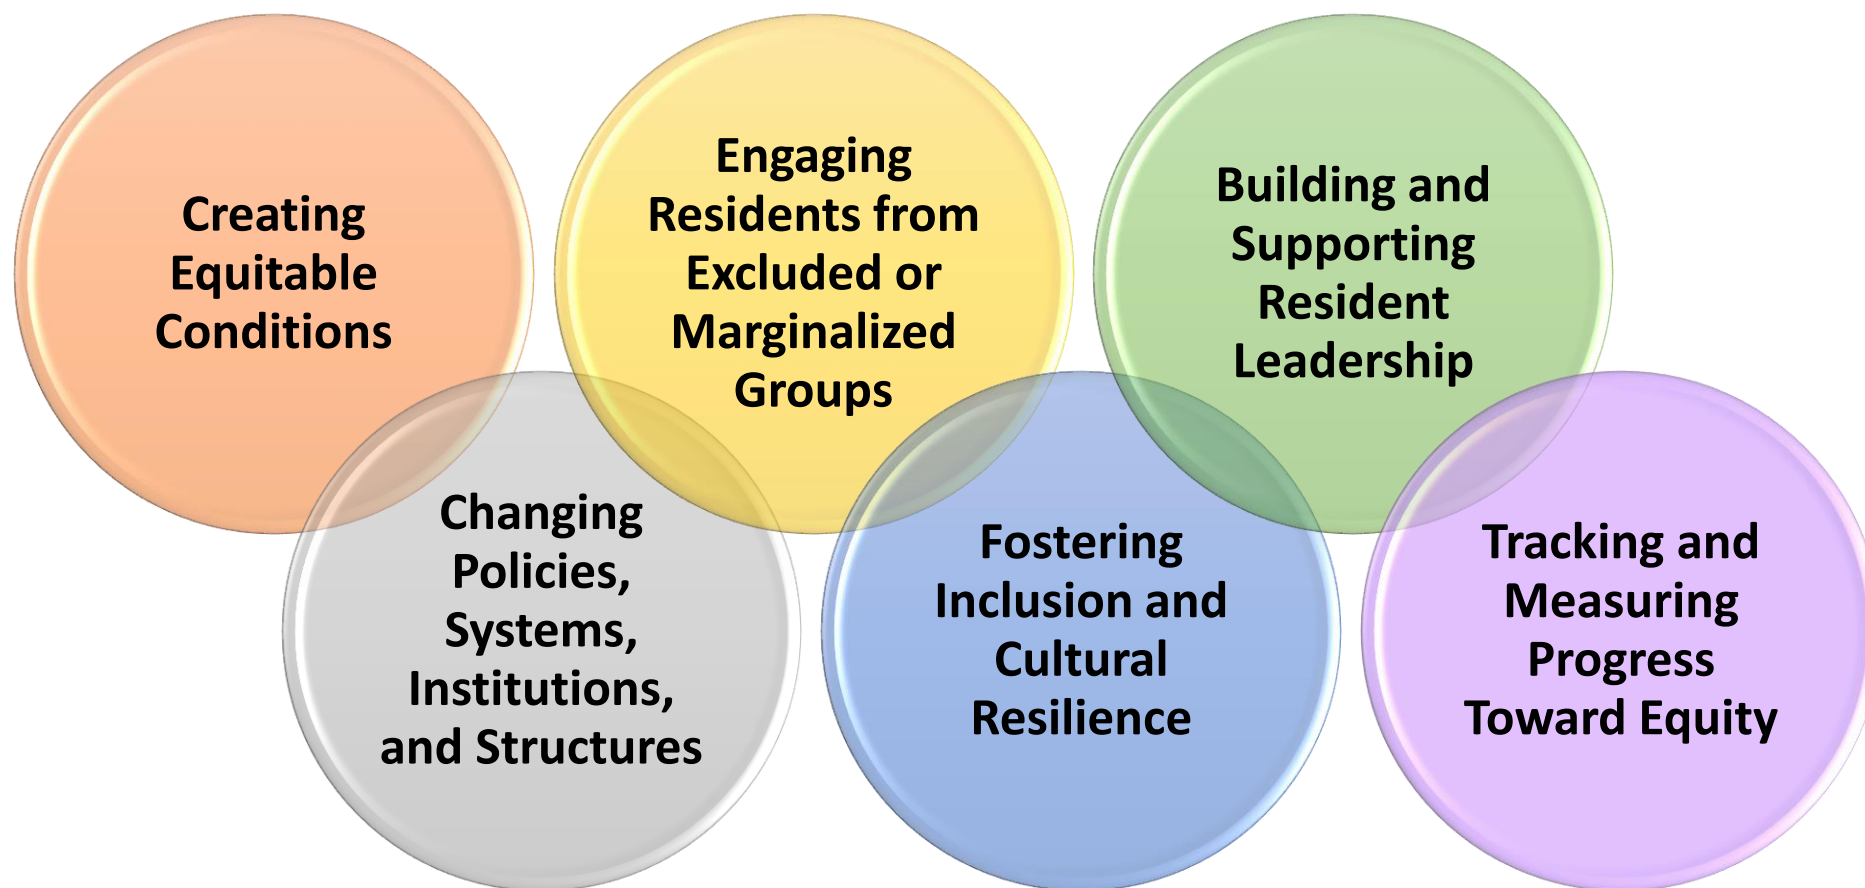 Creating
Equitable
Conditions
Changing
Policies,
Systems,
Institutions,
and Structures
Engaging
Residents from
Excluded or
Marginalized
Groups
Fostering
Inclusion and
Cultural
Resilience
Building and
Supporting
Resident
Leadership
Tracking and
Measuring
Progress
Toward Equity